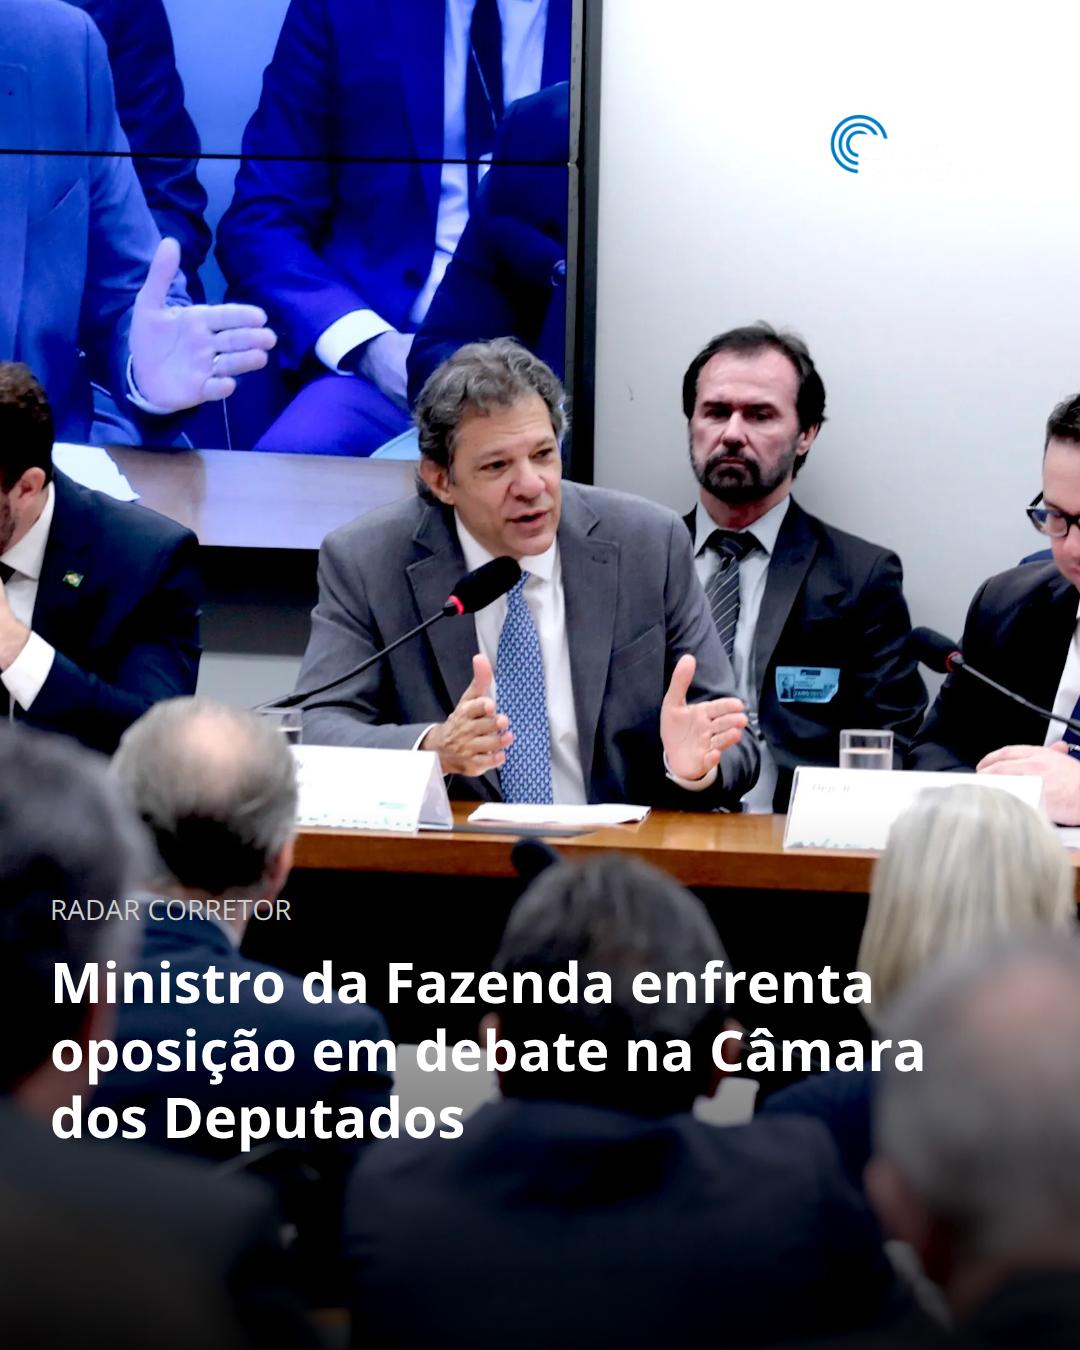 RADAR CORRETOR
Ministro da Fazenda enfrenta
oposição em debate na Câmara
dos Deputados